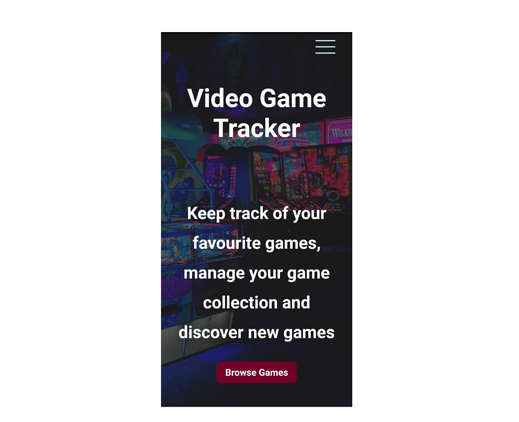 Video Game
Tracker
Keep track of your
favourite games,
manage your game
collection and
discover new games
Browse Games